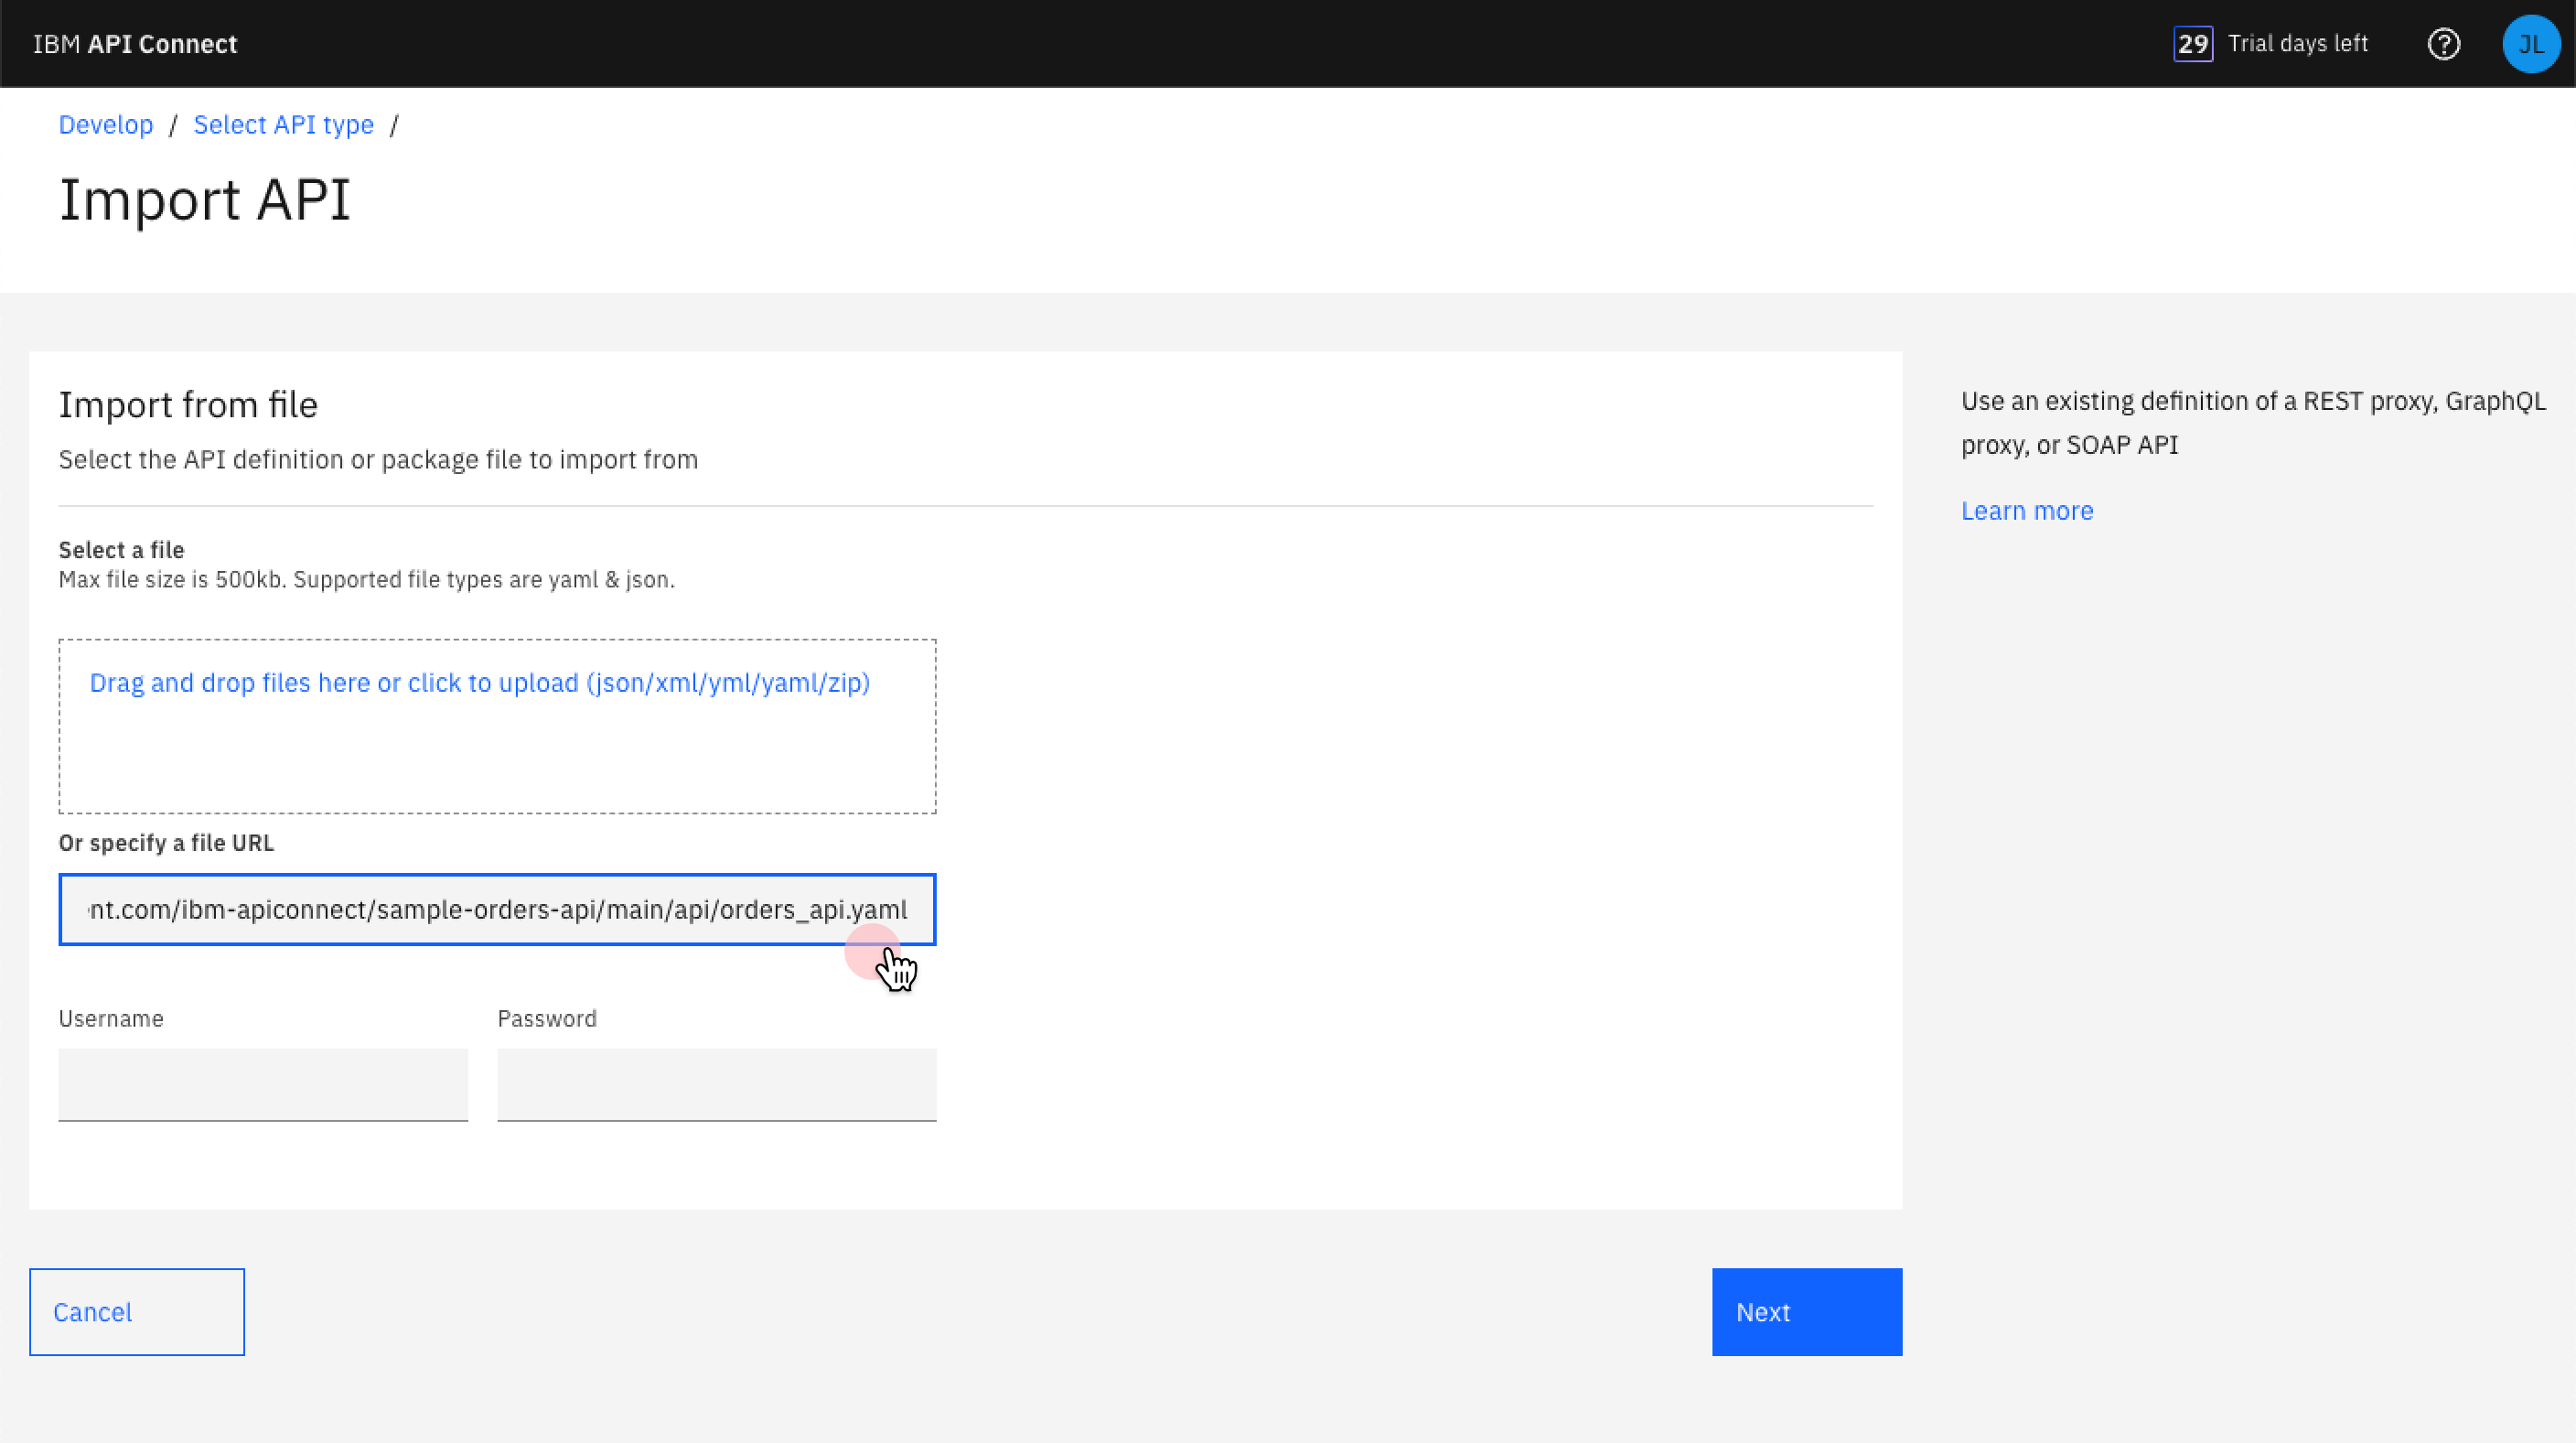 IBM API Connect
29 Trial days left
JL
Develop / Select API type /
Import API
Import from file
Select the API definition or package file to import from
Select a file
Max file size is 500kb. Supported file types are yaml & json.
Drag and drop files here or click to upload (json/xml/yml/yaml/zip)
Or specify a file URL
nt.com/ibm-apiconnect/sample-orders-api/main/api/orders_api.yaml
Username Password
Cancel
Next
Use an existing definition of a REST proxy, GraphQL
proxy, or SOAP API
Learn more